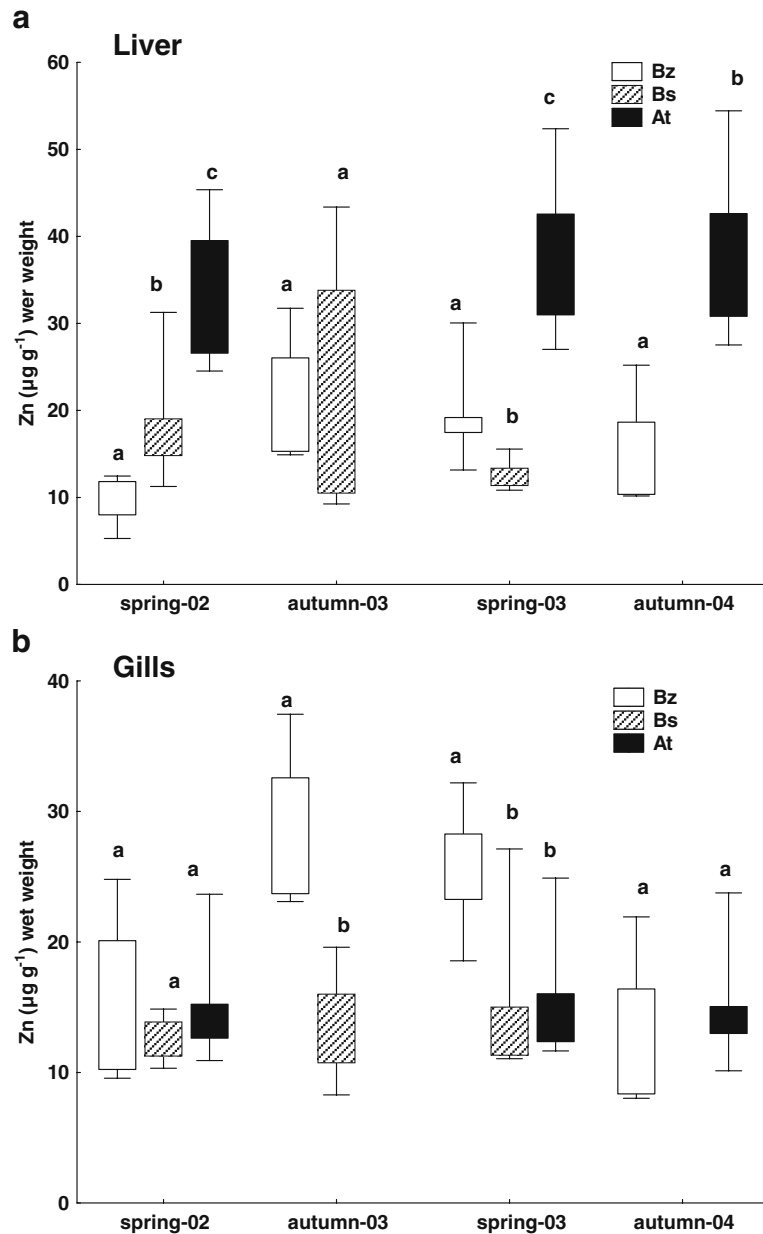 a
Liver
60
50
40
30
20
10
0
Zn (µg g⁻¹) wer weight
Bz
Bs
At
a
b
c
a
a
a
b
c
a
b
spring-02 autumn-03 spring-03 autumn-04
b
Gills
40
30
20
10
0
Zn (µg g⁻¹) wet weight
Bz
Bs
At
a
a
a
a
b
a
b
b
a
a
spring-02 autumn-03 spring-03 autumn-04